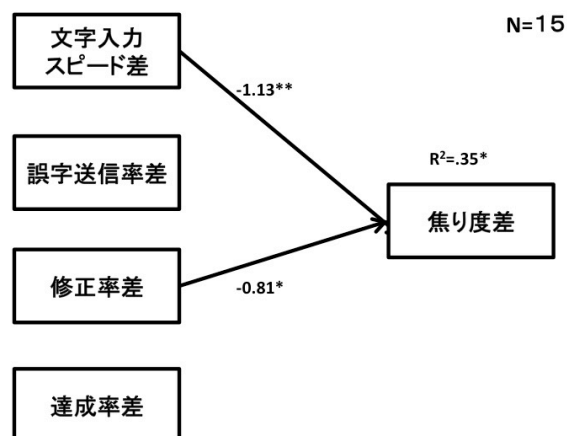 文字入力
スピード差
N=15
-1.13**
誤字送信率差
R²=.35*
焦り度差
修正率差
-0.81*
達成率差